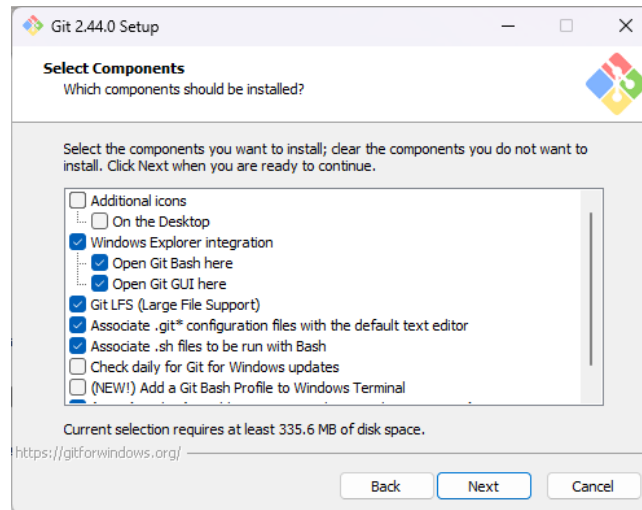 Git 2.44.0 Setup
Select Components
Which components should be installed?
Select the components you want to install; clear the components you do not want to
install. Click Next when you are ready to continue.
Additional icons
On the Desktop
Windows Explorer integration
Open Git Bash here
Open Git GUI here
Git LFS (Large File Support)
Associate .git* configuration files with the default text editor
Associate .sh files to be run with Bash
Check daily for Git for Windows updates
(NEW!) Add a Git Bash Profile to Windows Terminal
Current selection requires at least 335.6 MB of disk space.
https://gitforwindows.org/
Back
Next
Cancel